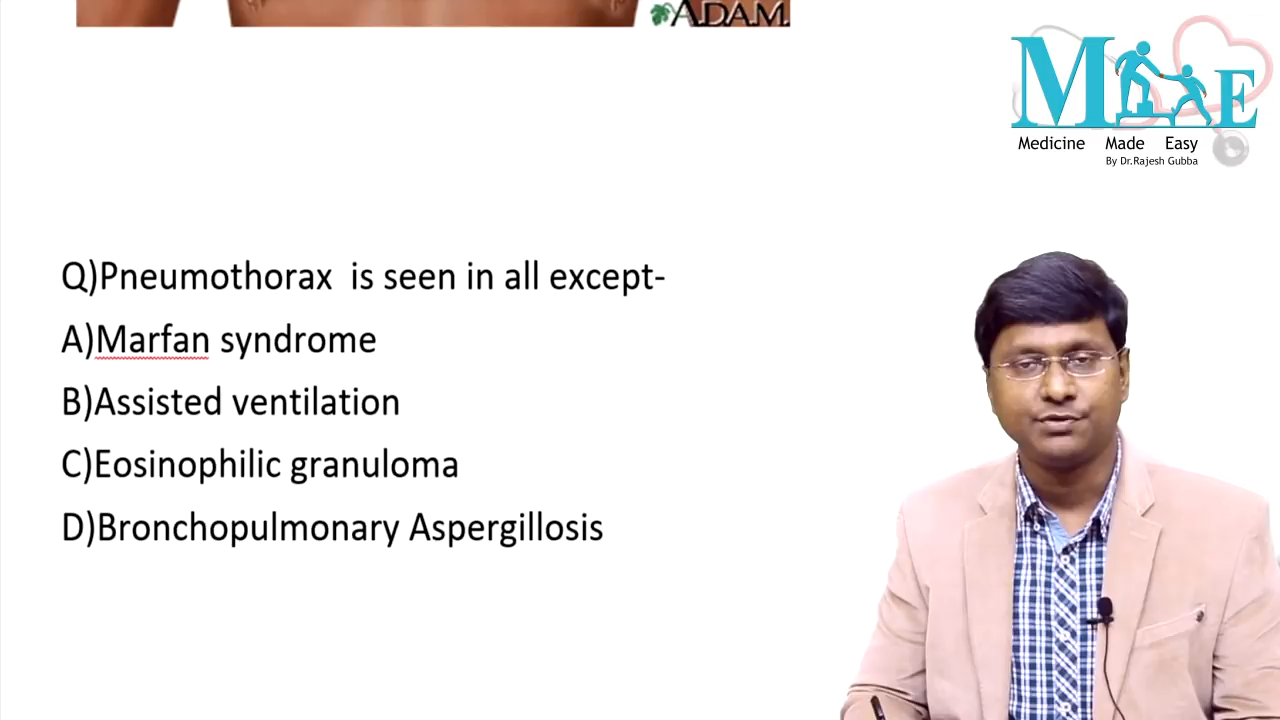 A.D.A.M.
M E
Medicine Made Easy
By Dr.Rajesh Gubba
Q)Pneumothorax is seen in all except-
A)Marfan syndrome
B)Assisted ventilation
C)Eosinophilic granuloma
D)Bronchopulmonary Aspergillosis